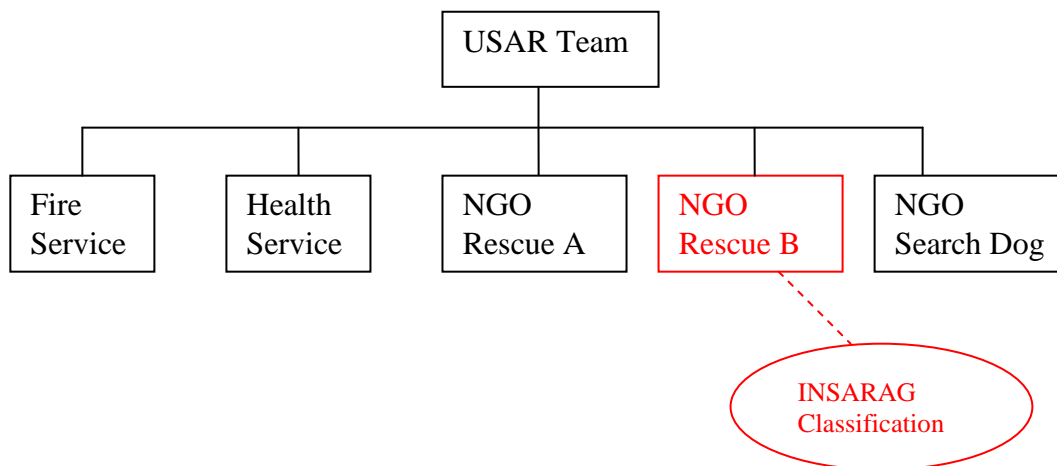 USAR Team
Fire
Service
Health
Service
NGO
Rescue A
NGO
Rescue B
NGO
Search Dog
INSARAG
Classification